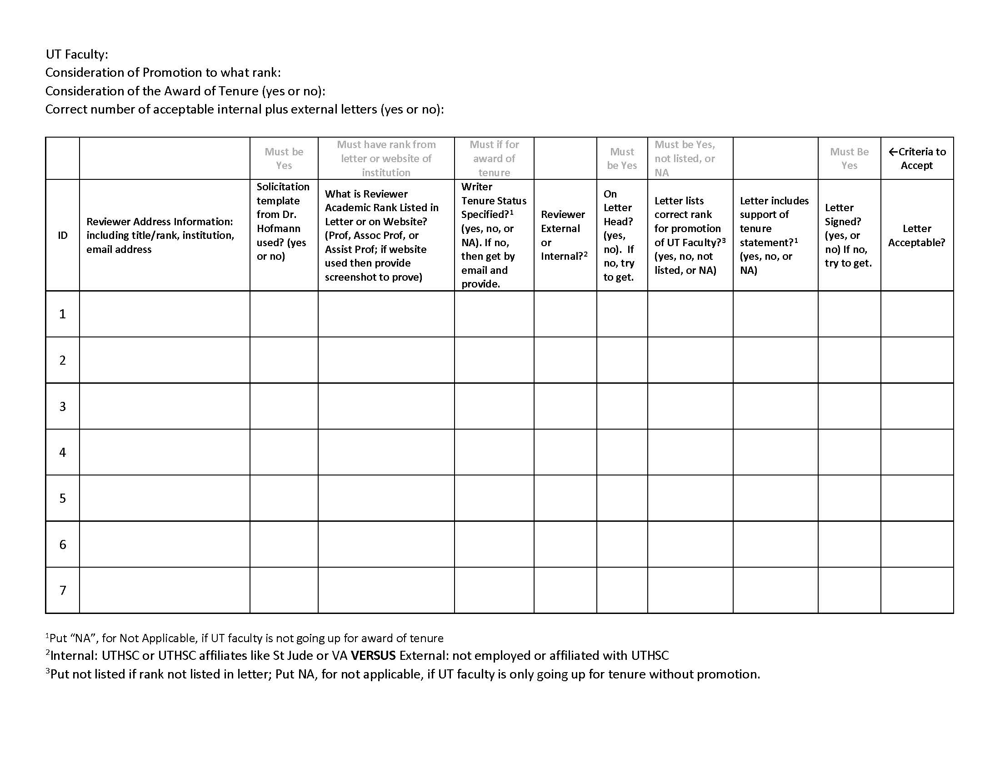 UT Faculty:
Consideration of Promotion to what rank:
Consideration of the Award of Tenure (yes or no):
Correct number of acceptable internal plus external letters (yes or no):
Must be
Yes
Must have rank from
letter or website of
institution
Must if for
award of
tenure
Must
be Yes
Must be Yes,
not listed, or
NA
Must Be
Yes
←Criteria to
Accept
ID
Reviewer Address Information:
including title/rank, institution,
email address
Solicitation
template
from Dr.
Hofmann
used? (yes
or no)
What is Reviewer
Academic Rank Listed in
Letter or on Website?
(Prof, Assoc Prof, or
Assist Prof; if website
used then provide
screenshot to prove)
Writer
Tenure Status
Specified?¹
(yes, no, or
NA). If no,
then get by
email and
provide.
Reviewer
External
or
Internal?²
On
Letter
Head?
(yes,
no). If
no, try
to get.
Letter lists
correct rank
for promotion
of UT Faculty?³
(yes, no, not
listed, or NA)
Letter includes
support of
tenure
statement?¹
(yes, no, or
NA)
Letter
Signed?
(yes, or
no) If no,
try to get.
Letter
Acceptable?
1
2
3
4
5
6
7
¹Put “NA”, for Not Applicable, if UT faculty is not going up for award of tenure
²Internal: UTHSC or UTHSC affiliates like St Jude or VA VERSUS External: not employed or affiliated with UTHSC
³Put not listed if rank not listed in letter; Put NA, for not applicable, if UT faculty is only going up for tenure without promotion.